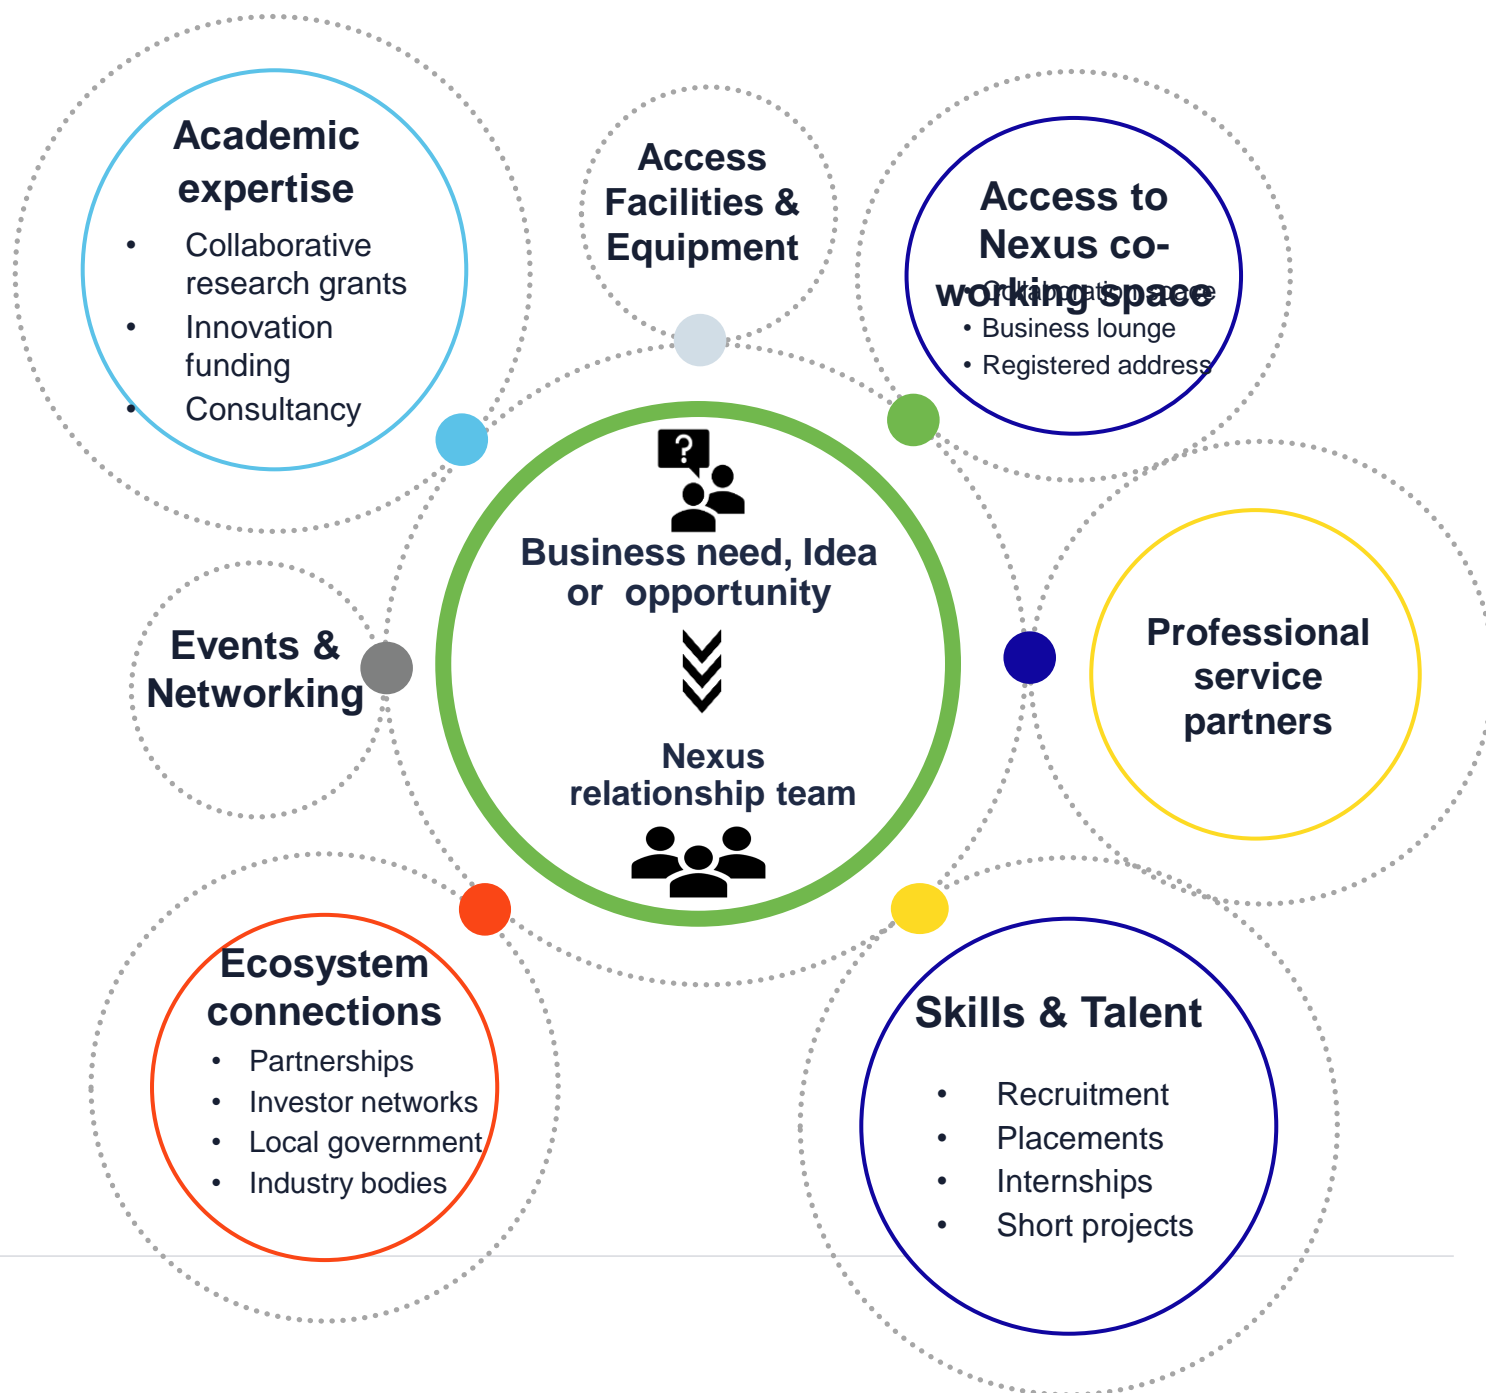 Academic
expertise
• Collaborative
research grants
• Innovation
funding
• Consultancy
Access
Facilities &
Equipment
Access to
Nexus co-
working space
• Collaboration space
• Business lounge
• Registered address
?
Business need, Idea
or opportunity
Nexus
relationship team
Events &
Networking
Professional
service
partners
Ecosystem
connections
• Partnerships
• Investor networks
• Local government
• Industry bodies
Skills & Talent
• Recruitment
• Placements
• Internships
• Short projects